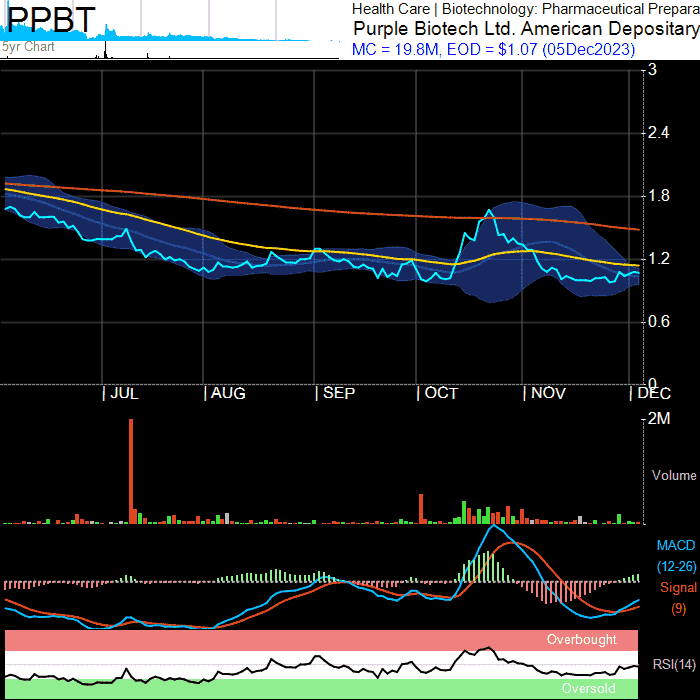 PPBT
5yr Chart
Health Care | Biotechnology: Pharmaceutical Prepara
Purple Biotech Ltd. American Depositary
MC = 19.8M, EOD = $1.07 (05Dec2023)
3
2.4
1.8
1.2
0.6
0
JUL AUG SEP OCT NOV DEC
2M
Volume
MACD
(12-26)
Signal
(9)
Overbought
RSI(14)
Oversold